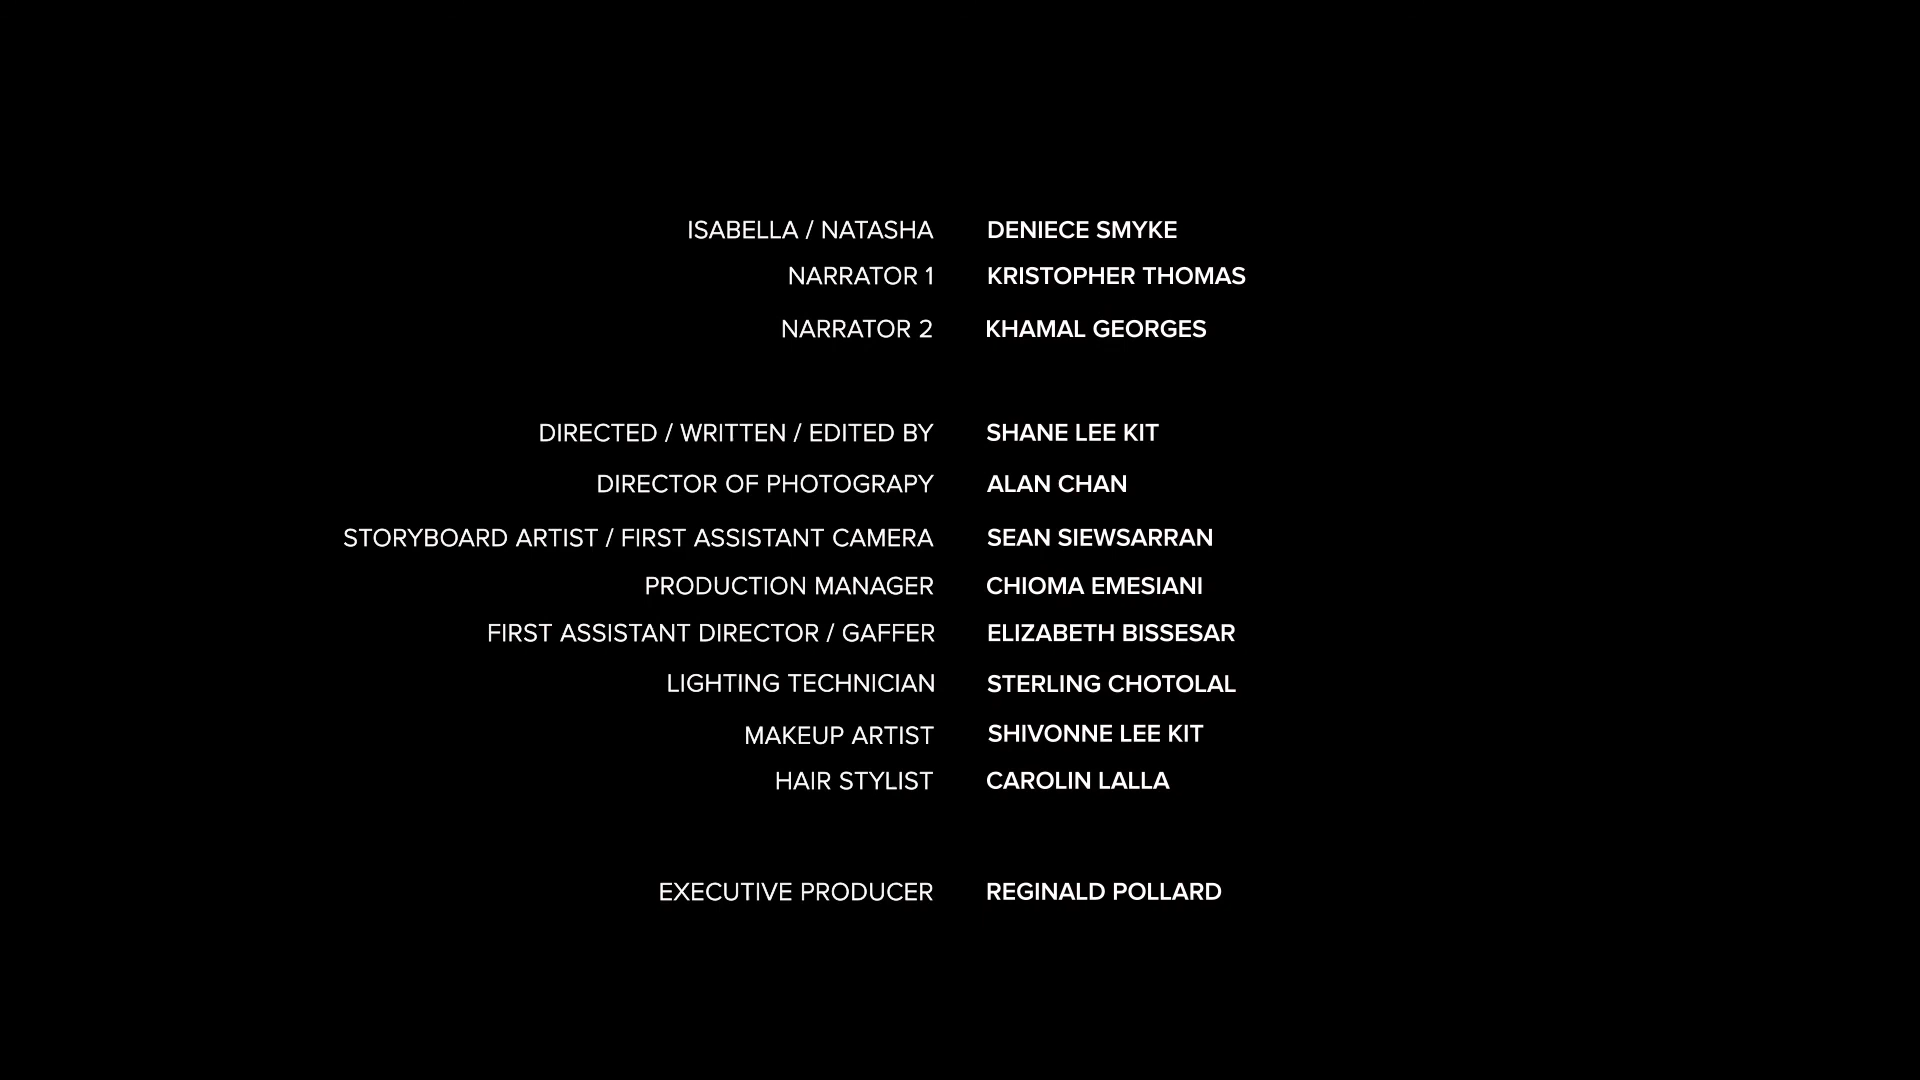 ISABELLA / NATASHA DENIECE SMYKE
NARRATOR 1 KRISTOPHER THOMAS
NARRATOR 2 KHAMAL GEORGES
DIRECTED / WRITTEN / EDITED BY SHANE LEE KIT
DIRECTOR OF PHOTOGRAPY ALAN CHAN
STORYBOARD ARTIST / FIRST ASSISTANT CAMERA SEAN SIEWSARRAN
PRODUCTION MANAGER CHIOMA EMESIANI
FIRST ASSISTANT DIRECTOR / GAFFER ELIZABETH BISSESAR
LIGHTING TECHNICIAN STERLING CHOTOLAL
MAKEUP ARTIST SHIVONNE LEE KIT
HAIR STYLIST CAROLIN LALLA
EXECUTIVE PRODUCER REGINALD POLLARD